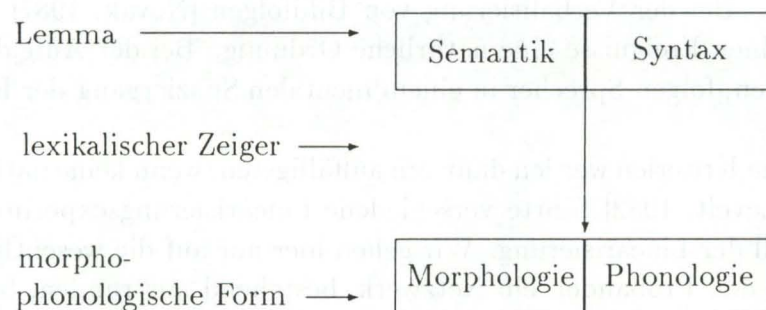 Lemma
Semantik Syntax
lexikalischer Zeiger
morpho-
phonologische Form
Morphologie Phonologie